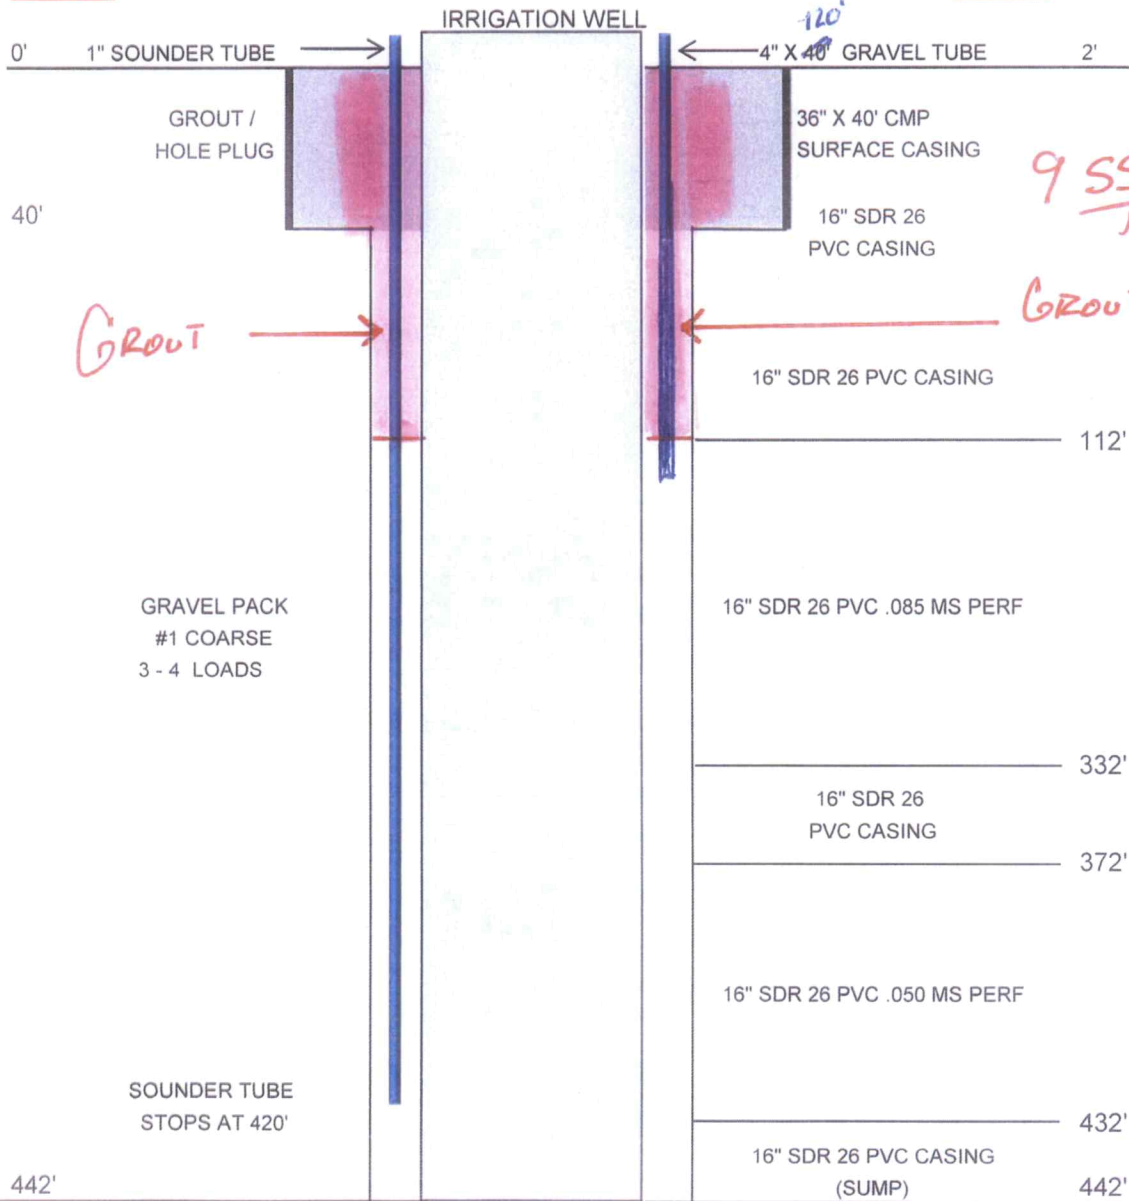 IRRIGATION WELL
120'
0' 1" SOUNDER TUBE 4" X 40' GRAVEL TUBE 2'
GROUT /
HOLE PLUG
36" X 40' CMP
SURFACE CASING
9
40'
16" SDR 26
PVC CASING
GROUT
GROUT
16" SDR 26 PVC CASING
112'
GRAVEL PACK
#1 COARSE
3 - 4 LOADS
16" SDR 26 PVC .085 MS PERF
332'
16" SDR 26
PVC CASING
372'
16" SDR 26 PVC .050 MS PERF
SOUNDER TUBE
STOPS AT 420'
432'
16" SDR 26 PVC CASING
(SUMP)
442' 442'